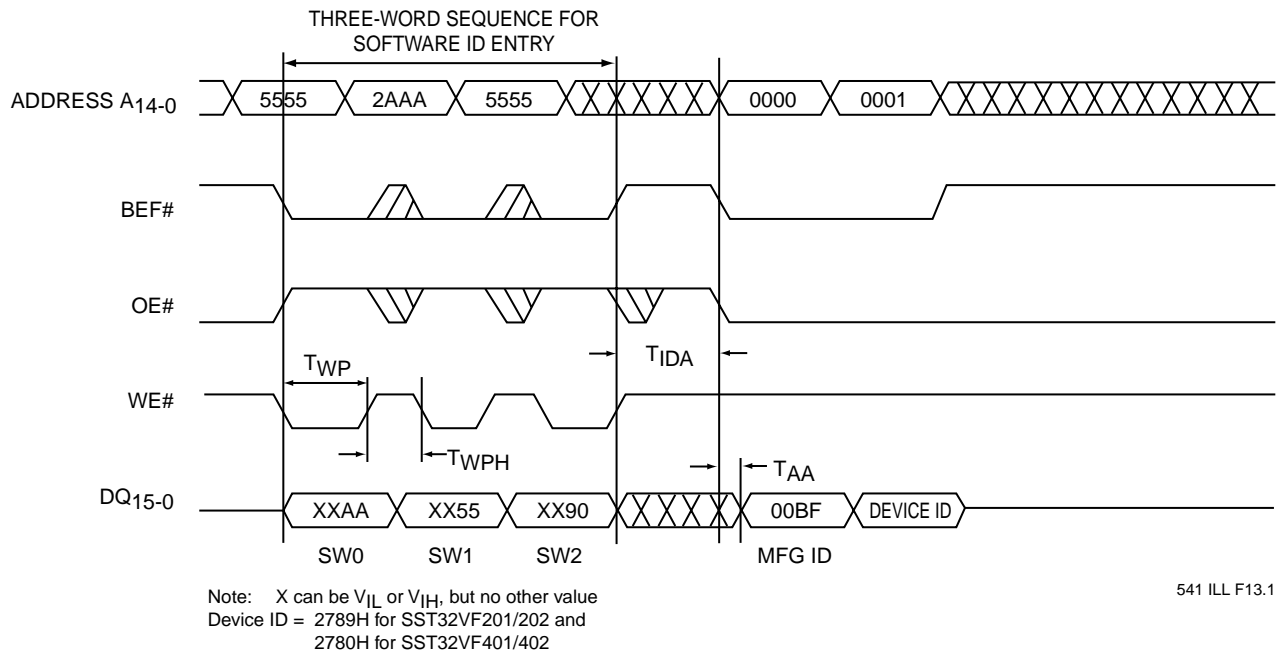 THREE-WORD SEQUENCE FOR
SOFTWARE ID ENTRY
ADDRESS A14-0
5555 2AAA 5555 0000 0001
BEF#
OE#
TIDA
TWP
WE#
TWPH
TAA
DQ15-0
XXAA XX55 XX90 00BF DEVICE ID
SW0 SW1 SW2 MFG ID
Note: X can be VIL or VIH, but no other value
Device ID = 2789H for SST32VF201/202 and
2780H for SST32VF401/402
541 ILL F13.1